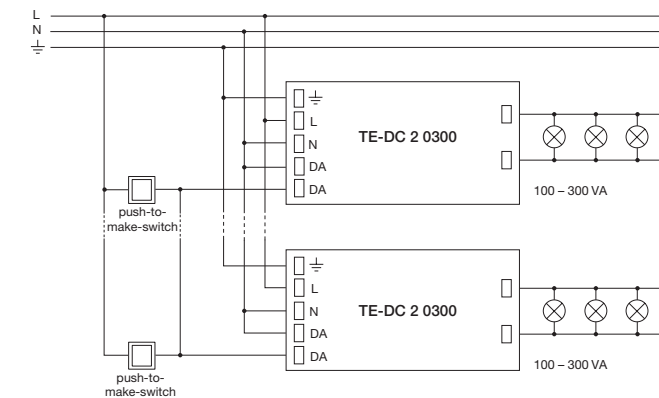 L
N
L
TE-DC 2 0300
N
DA
DA
100 – 300 VA
push-to-
make-switch
L
TE-DC 2 0300
N
DA
DA
100 – 300 VA
push-to-
make-switch